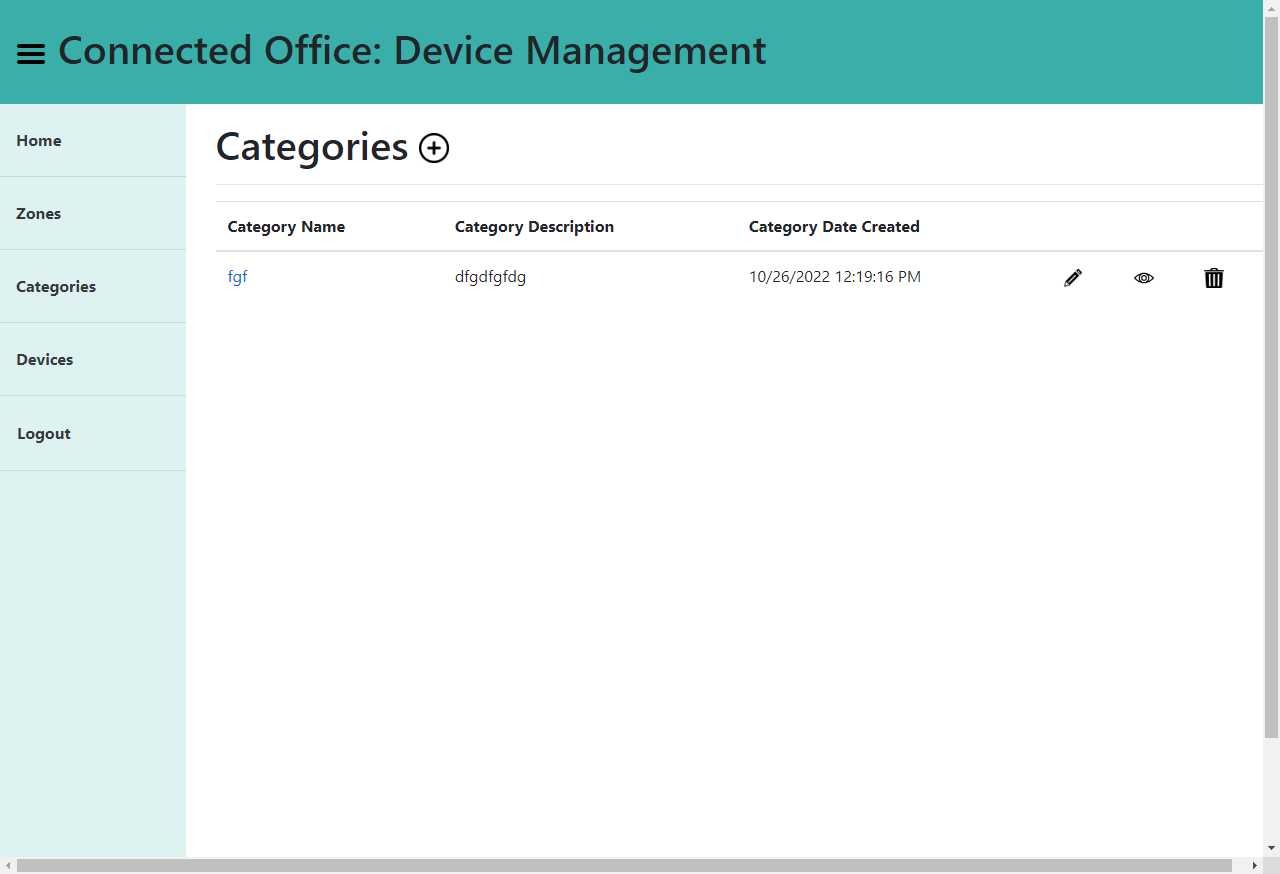 Connected Office: Device Management
Home
Zones
Categories
Devices
Logout
Categories
Category Name Category Description Category Date Created
fgf dfgdfgfdg 10/26/2022 12:19:16 PM